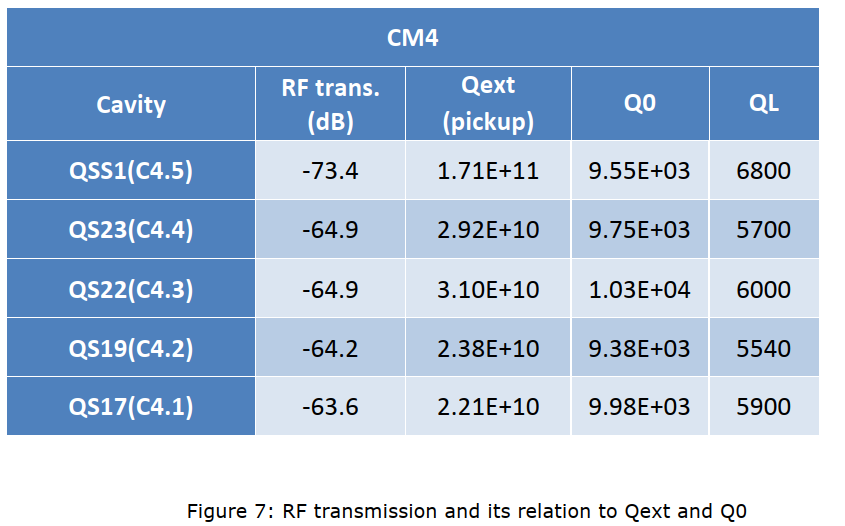 CM4
Cavity RF trans. (dB) Qext (pickup) Q0 QL
QSS1(C4.5) -73.4 1.71E+11 9.55E+03 6800
QS23(C4.4) -64.9 2.92E+10 9.75E+03 5700
QS22(C4.3) -64.9 3.10E+10 1.03E+04 6000
QS19(C4.2) -64.2 2.38E+10 9.38E+03 5540
QS17(C4.1) -63.6 2.21E+10 9.98E+03 5900
Figure 7: RF transmission and its relation to Qext and Q0